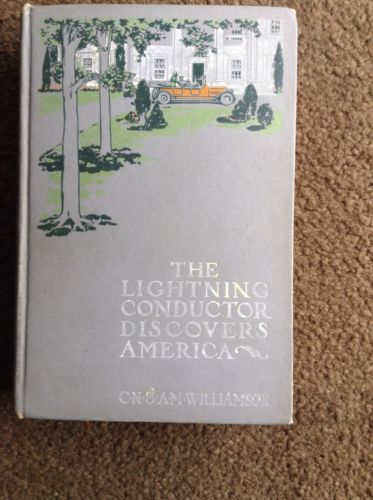 THE
LIGHTNING
CONDUCTOR
DISCOVERS
AMERICA
C·N·&·A·M·WILLIAMSON